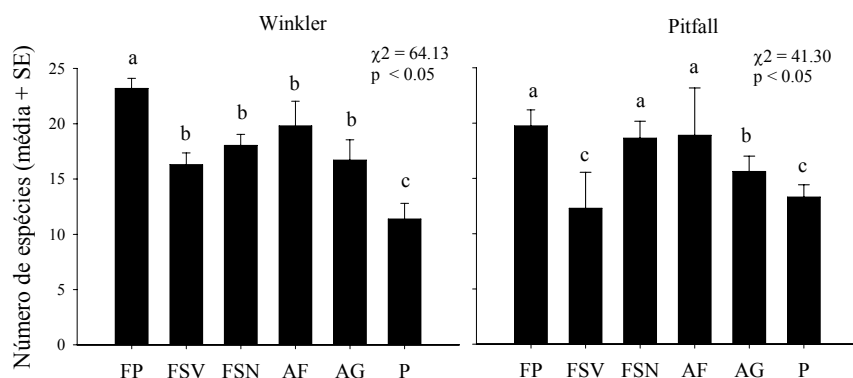 Winkler
Pitfall
χ2 = 64.13
p < 0.05
χ2 = 41.30
p < 0.05
Número de espécies (média + SE)
25
20
15
10
5
0
a b b b b c
a c a a b c
FP FSV FSN AF AG P
FP FSV FSN AF AG P